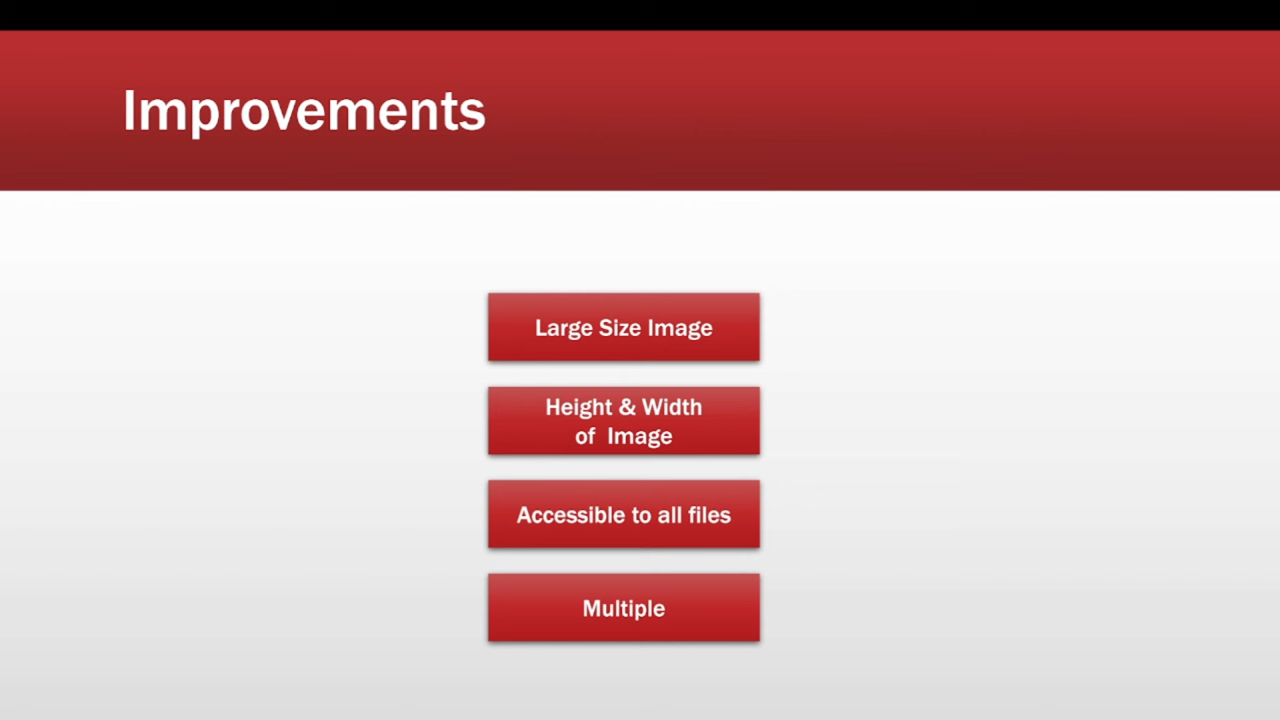 Improvements
Large Size Image
Height & Width
of Image
Accessible to all files
Multiple